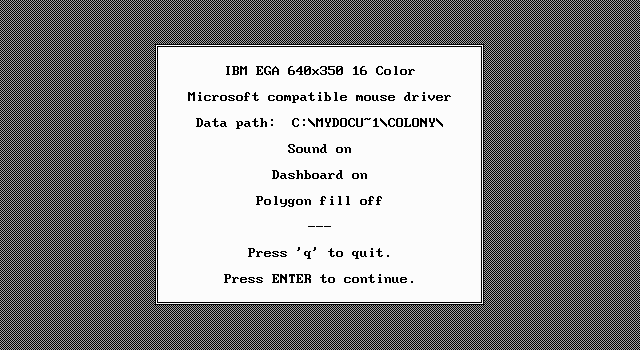 IBM EGA 640x350 16 Color
Microsoft compatible mouse driver
Data path:  C:\MYDOCU~1\COLONY\
Sound on
Dashboard on
Polygon fill off
---
Press 'q' to quit.
Press ENTER to continue.